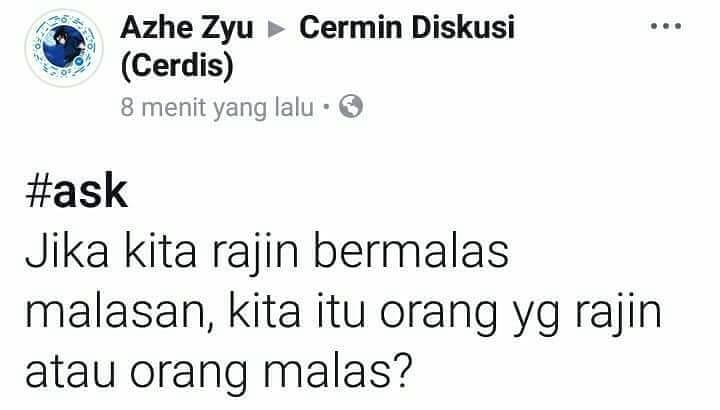 Azhe Zyu ▸ Cermin Diskusi
(Cerdis)
8 menit yang lalu •
#ask
Jika kita rajin bermalas
malasan, kita itu orang yg rajin
atau orang malas?